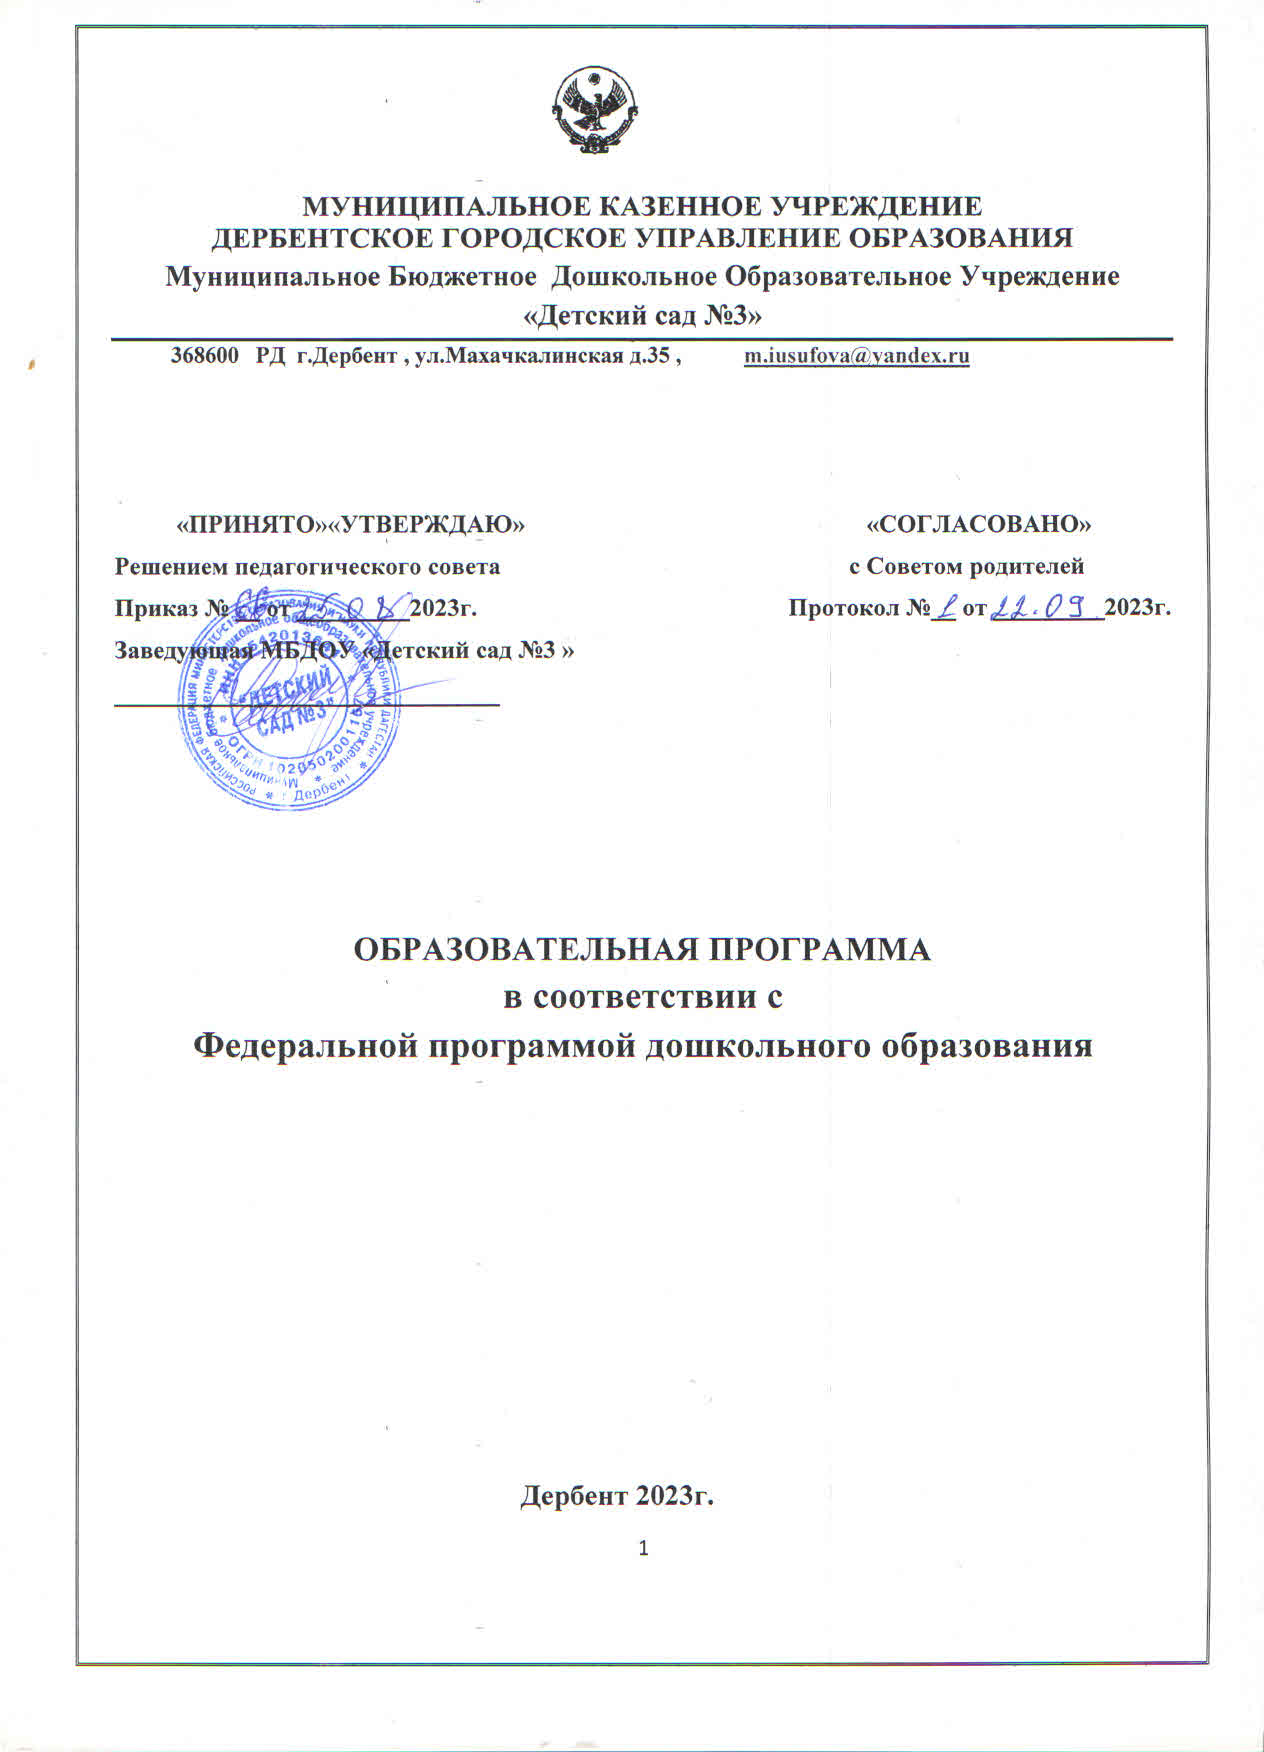 МУНИЦИПАЛЬНОЕ КАЗЕННОЕ УЧРЕЖДЕНИЕ
ДЕРБЕНТСКОЕ ГОРОДСКОЕ УПРАВЛЕНИЕ ОБРАЗОВАНИЯ
Муниципальное Бюджетное Дошкольное Образовательное Учреждение
«Детский сад №3»
368600 РД г.Дербент , ул.Махачкалинская д.35 , m.iusufova@yandex.ru
«ПРИНЯТО»«УТВЕРЖДАЮ» «СОГЛАСОВАНО»
Решением педагогического совета с Советом родителей
Приказ № от 2023г. Протокол № 1 от 22.09 2023г.
Заведующая МБДОУ «Детский сад №3 »
«ДЕТСКИЙ
САД №3»
ОБРАЗОВАТЕЛЬНАЯ ПРОГРАММА
в соответствии с
Федеральной программой дошкольного образования
Дербент 2023г.
1